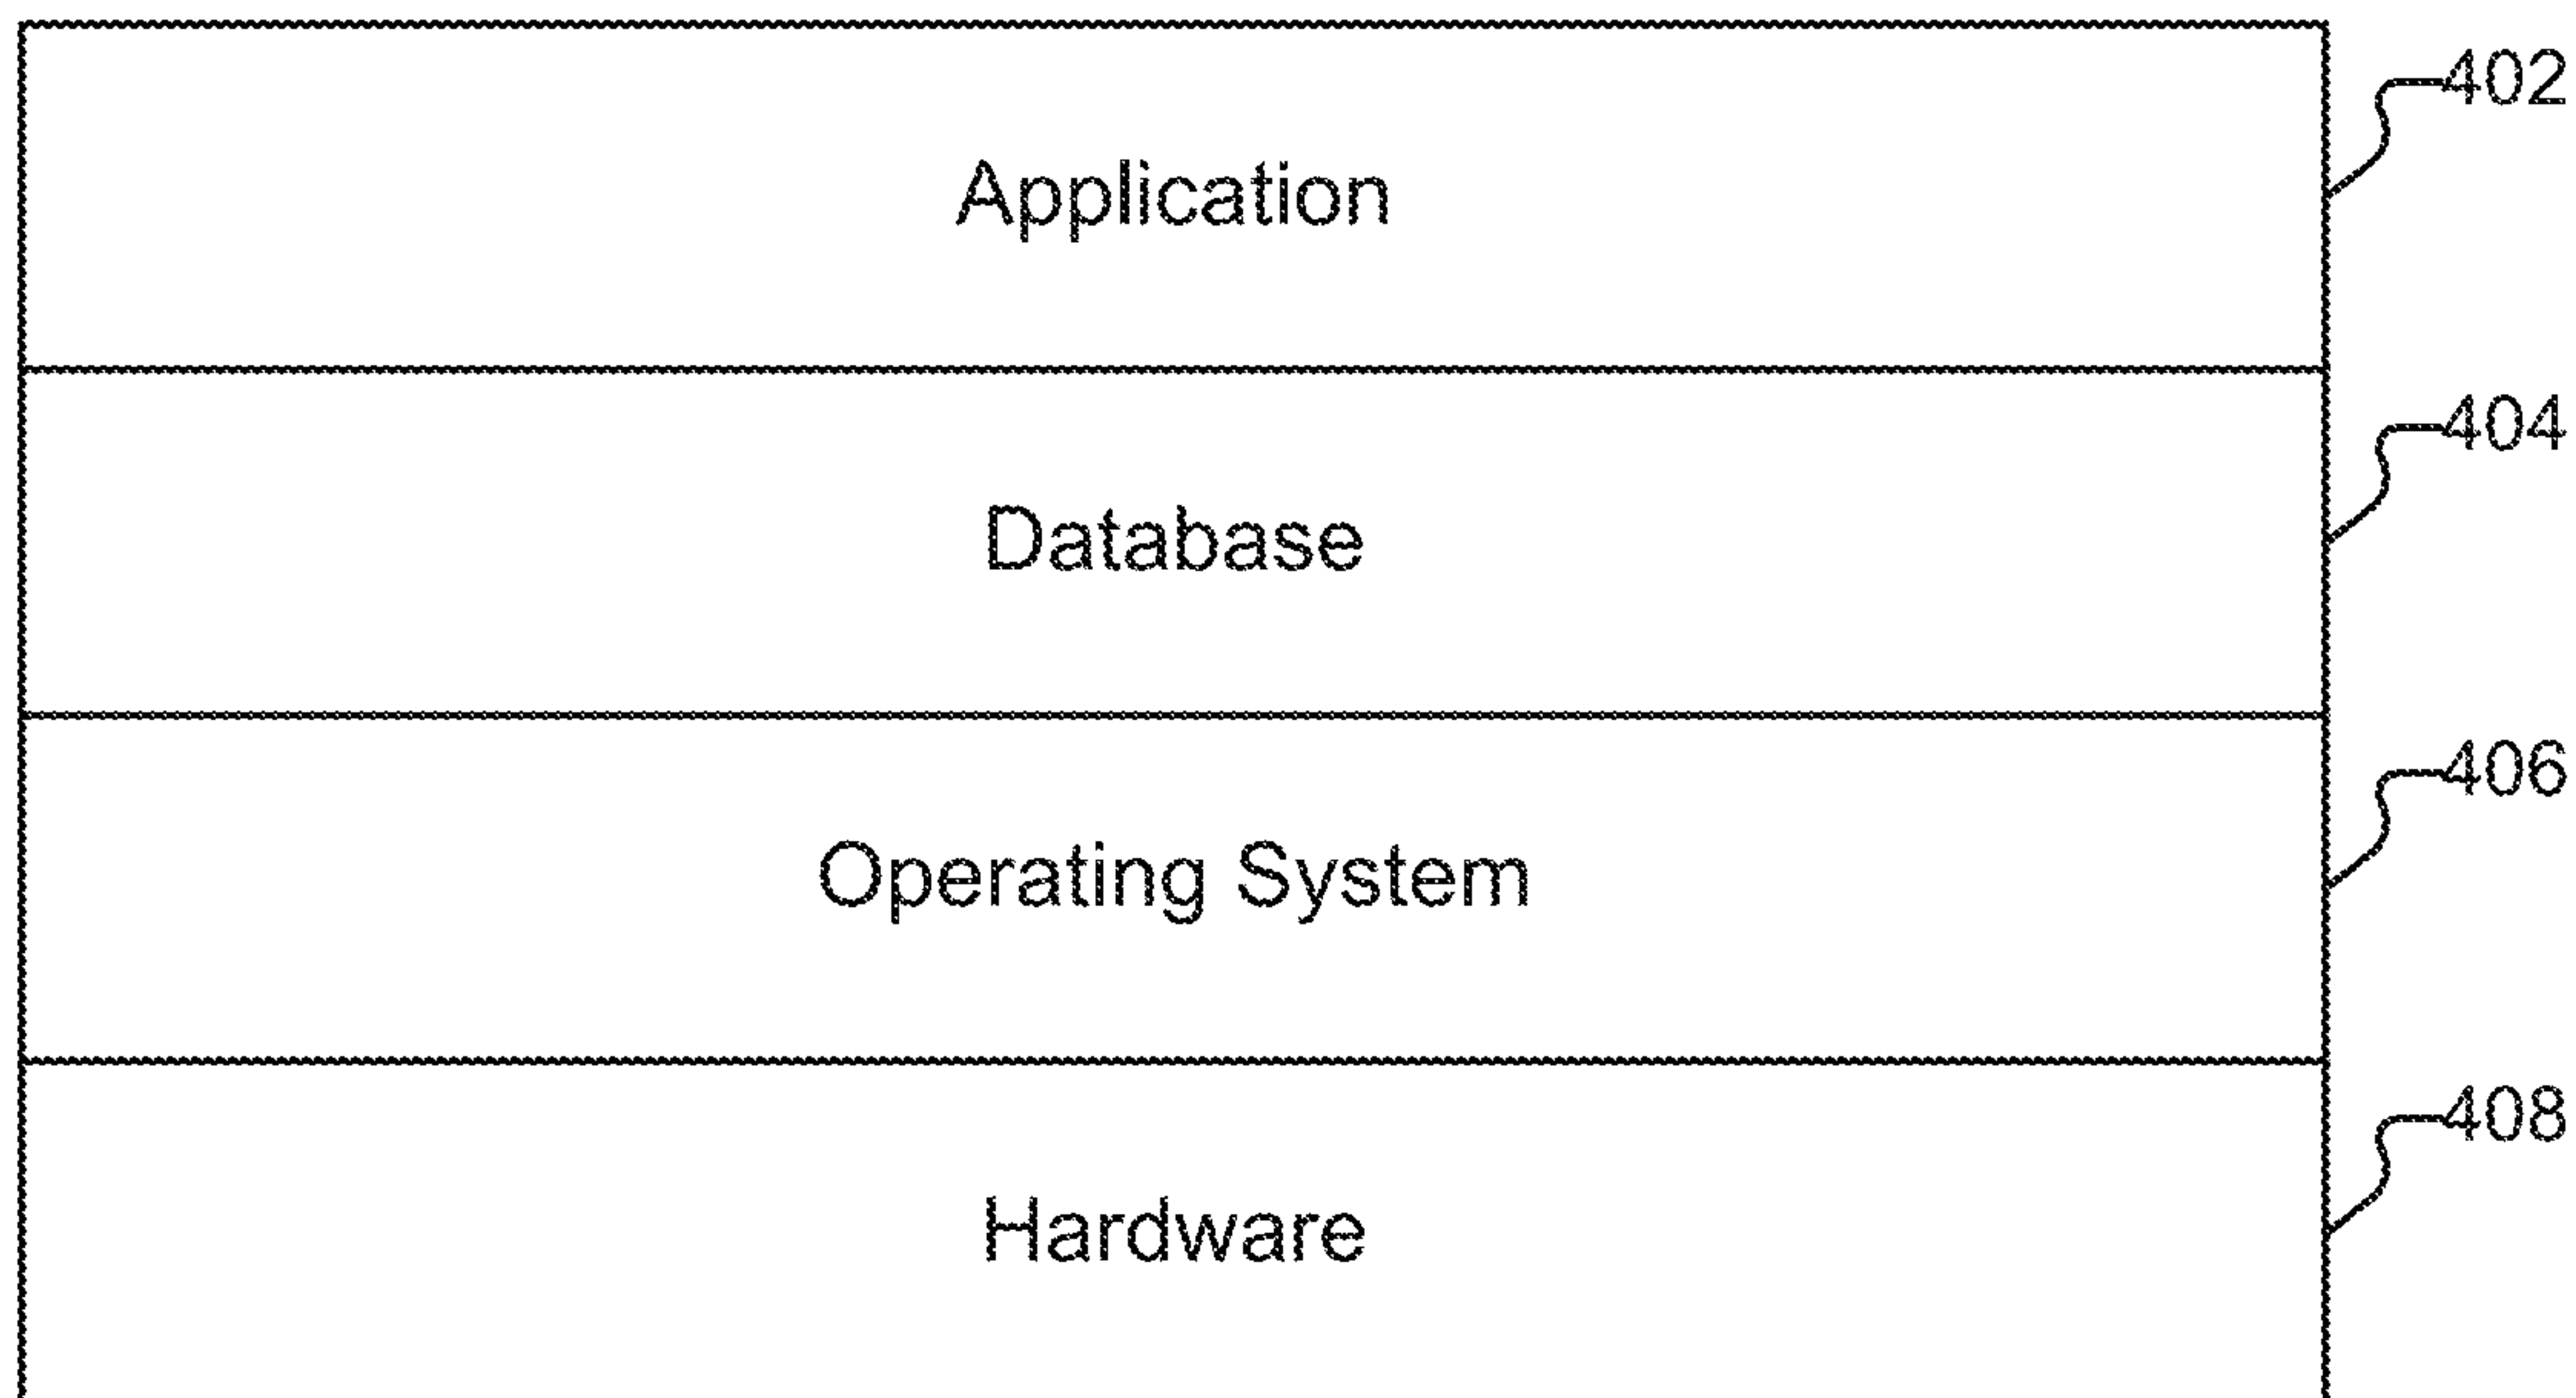 402
Application
404
Database
406
Operating System
408
Hardware